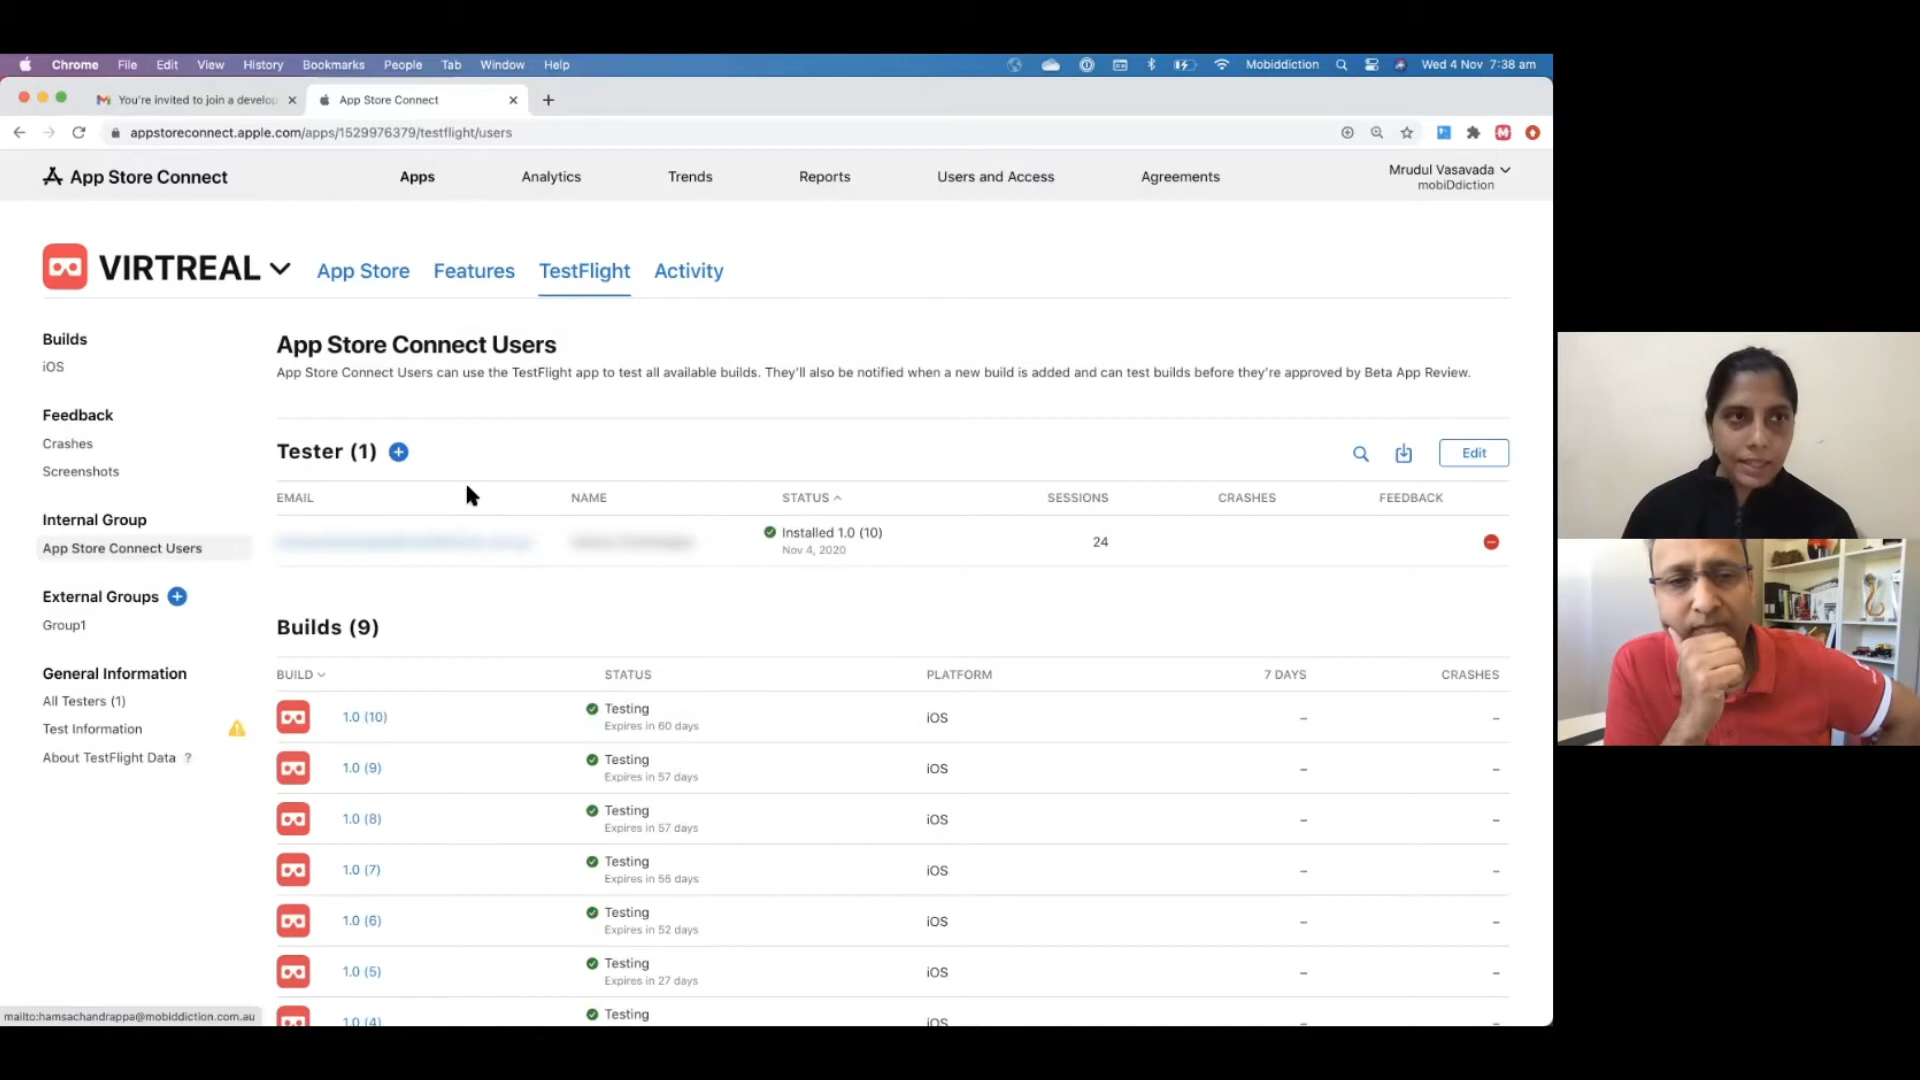 Chrome File Edit View History Bookmarks People Tab Window Help Mobiddiction Wed 4 Nov 7:38 am
You're invited to join a develop App Store Connect
appstoreconnect.apple.com/apps/1529976379/testflight/users
App Store Connect Apps Analytics Trends Reports Users and Access Agreements Mrudul Vasavada
mobiDdiction
VIRTREAL App Store Features TestFlight Activity
Builds
iOS
Feedback
Crashes
Screenshots
Internal Group
App Store Connect Users
External Groups
Group1
General Information
All Testers (1)
Test Information
About TestFlight Data ?
App Store Connect Users
App Store Connect Users can use the TestFlight app to test all available builds. They'll also be notified when a new build is added and can test builds before they're approved by Beta App Review.
Tester (1) Edit
EMAIL NAME STATUS SESSIONS CRASHES FEEDBACK
Installed 1.0 (10) 24
Nov 4, 2020
Builds (9)
BUILD STATUS PLATFORM 7 DAYS CRASHES
1.0 (10) Testing iOS – –
Expires in 60 days
1.0 (9) Testing iOS – –
Expires in 57 days
1.0 (8) Testing iOS – –
Expires in 57 days
1.0 (7) Testing iOS – –
Expires in 56 days
1.0 (6) Testing iOS – –
Expires in 52 days
1.0 (5) Testing iOS – –
Expires in 27 days
1.0 (4) Testing iOS – –
mailto:hamsachandrappa@mobiddiction.com.au